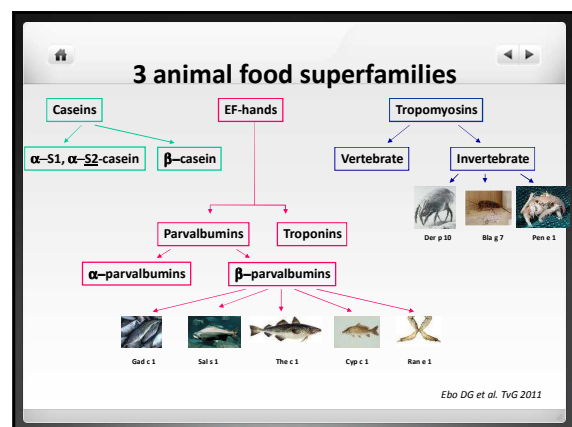 3 animal food superfamilies
Caseins
EF-hands
Tropomyosins
α–S1, α–S2-casein
β–casein
Vertebrate
Invertebrate
Der p 10
Bla g 7
Pen e 1
Parvalbumins
Troponins
α–parvalbumins
β–parvalbumins
Gad c 1
Sal s 1
The c 1
Cyp c 1
Ran e 1
Ebo DG et al. TvG 2011